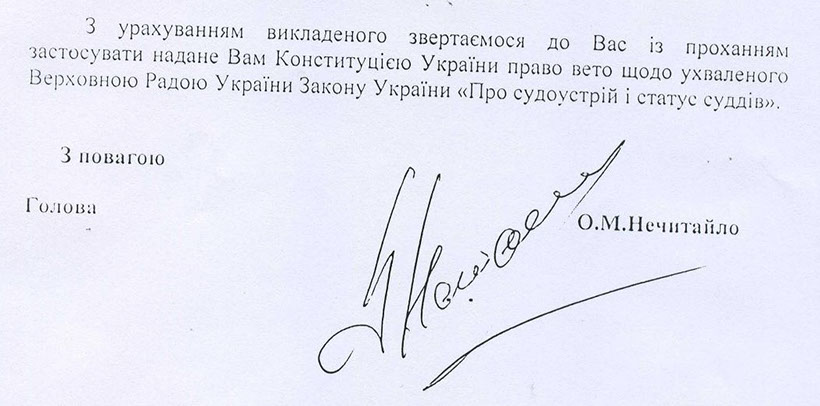 З урахуванням викладеного звертаємося до Вас із проханням
застосувати надане Вам Конституцією України право вето щодо ухваленого
Верховною Радою України Закону України «Про судоустрій і статус суддів».
З повагою
Голова
О.М.Нечитайло